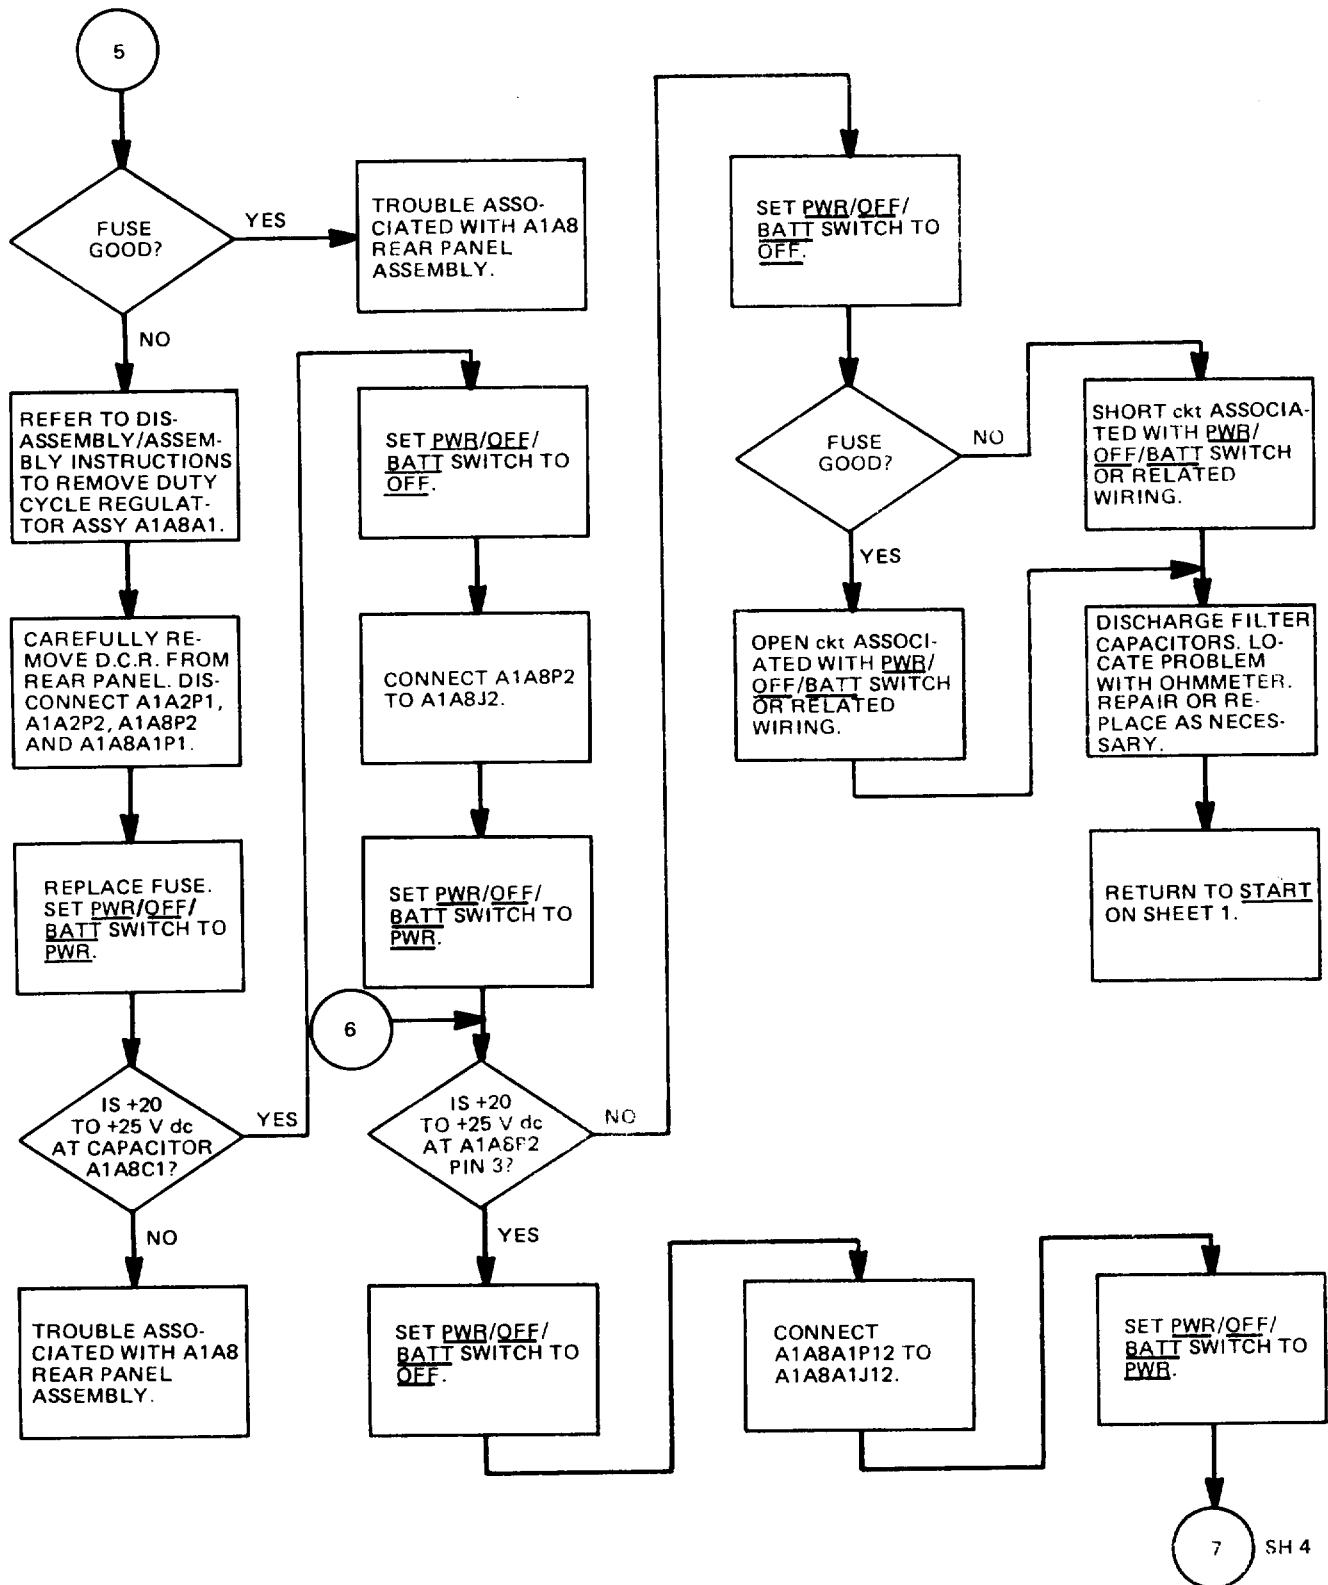 5
FUSE
GOOD?
YES
TROUBLE ASSO-
CIATED WITH A1A8
REAR PANEL
ASSEMBLY.
NO
REFER TO DIS-
ASSEMBLY/ASSEM-
BLY INSTRUCTIONS
TO REMOVE DUTY
CYCLE REGULAT-
TOR ASSY A1A8A1.
CAREFULLY RE-
MOVE D.C.R. FROM
REAR PANEL. DIS-
CONNECT A1A2P1,
A1A2P2, A1A8P2
AND A1A8A1P1.
REPLACE FUSE.
SET PWR/OFF/
BATT SWITCH TO
PWR.
IS +20
TO +25 V dc
AT CAPACITOR
A1A8C1?
YES
NO
TROUBLE ASSO-
CIATED WITH A1A8
REAR PANEL
ASSEMBLY.
SET PWR/OFF/
BATT SWITCH TO
OFF.
CONNECT A1A8P2
TO A1A8J2.
SET PWR/OFF/
BATT SWITCH TO
PWR.
6
IS +20
TO +25 V dc
AT A1A8P2
PIN 3?
NO
YES
SET PWR/OFF/
BATT SWITCH TO
OFF.
FUSE
GOOD?
NO
SHORT ckt ASSOCIA-
TED WITH PWR/
OFF/BATT SWITCH
OR RELATED
WIRING.
YES
OPEN ckt ASSOCI-
ATED WITH PWR/
OFF/BATT SWITCH
OR RELATED
WIRING.
DISCHARGE FILTER
CAPACITORS. LO-
CATE PROBLEM
WITH OHMMETER.
REPAIR OR RE-
PLACE AS NECES-
SARY.
RETURN TO START
ON SHEET 1.
SET PWR/OFF/
BATT SWITCH TO
OFF.
CONNECT
A1A8A1P12 TO
A1A8A1J12.
SET PWR/OFF/
BATT SWITCH TO
PWR.
7 SH 4